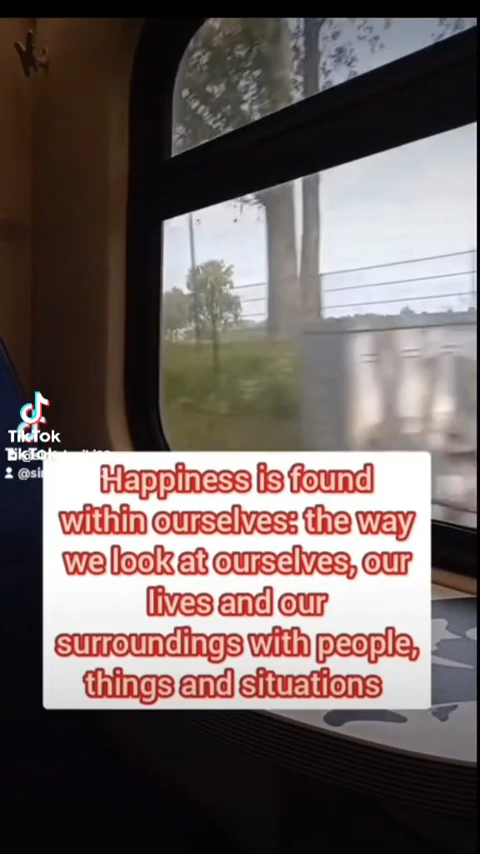 TikTok
TikTok
Happiness is found
within ourselves: the way
we look at ourselves, our
lives and our
surroundings with people,
things and situations